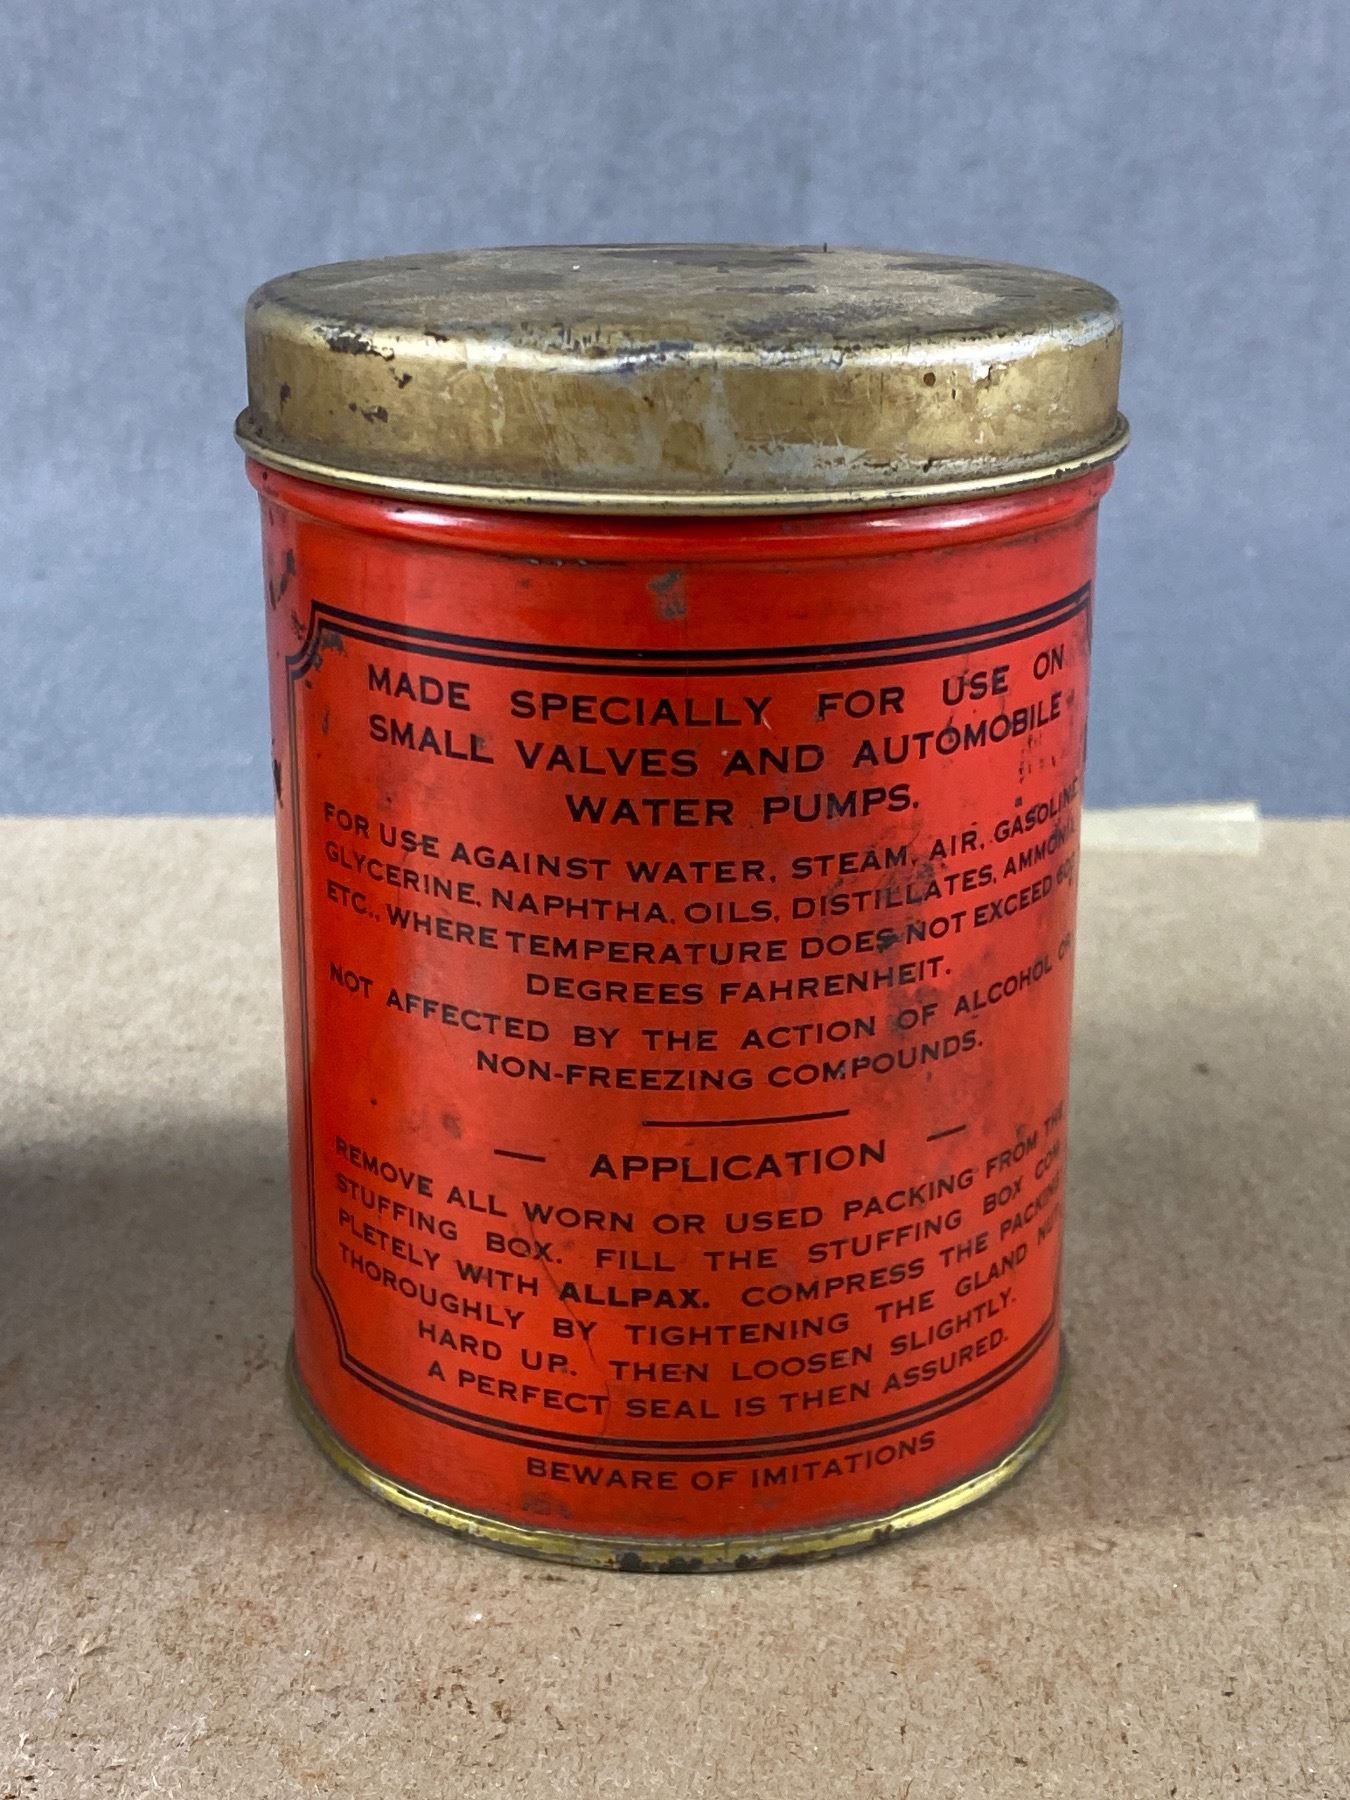 MADE SPECIALLY FOR USE ON
SMALL VALVES AND AUTOMOBILE
WATER PUMPS.
FOR USE AGAINST WATER, STEAM, AIR, GASOLINE,
GLYCERINE, NAPHTHA, OILS, DISTILLATES, AMMONIA,
ETC., WHERE TEMPERATURE DOES NOT EXCEED 600
DEGREES FAHRENHEIT.
NOT AFFECTED BY THE ACTION OF ALCOHOL OR
NON-FREEZING COMPOUNDS.
— APPLICATION —
REMOVE ALL WORN OR USED PACKING FROM THE
STUFFING BOX. FILL THE STUFFING BOX COM-
PLETELY WITH ALLPAX. COMPRESS THE PACKING
THOROUGHLY BY TIGHTENING THE GLAND NUT
HARD UP. THEN LOOSEN SLIGHTLY.
A PERFECT SEAL IS THEN ASSURED.
BEWARE OF IMITATIONS